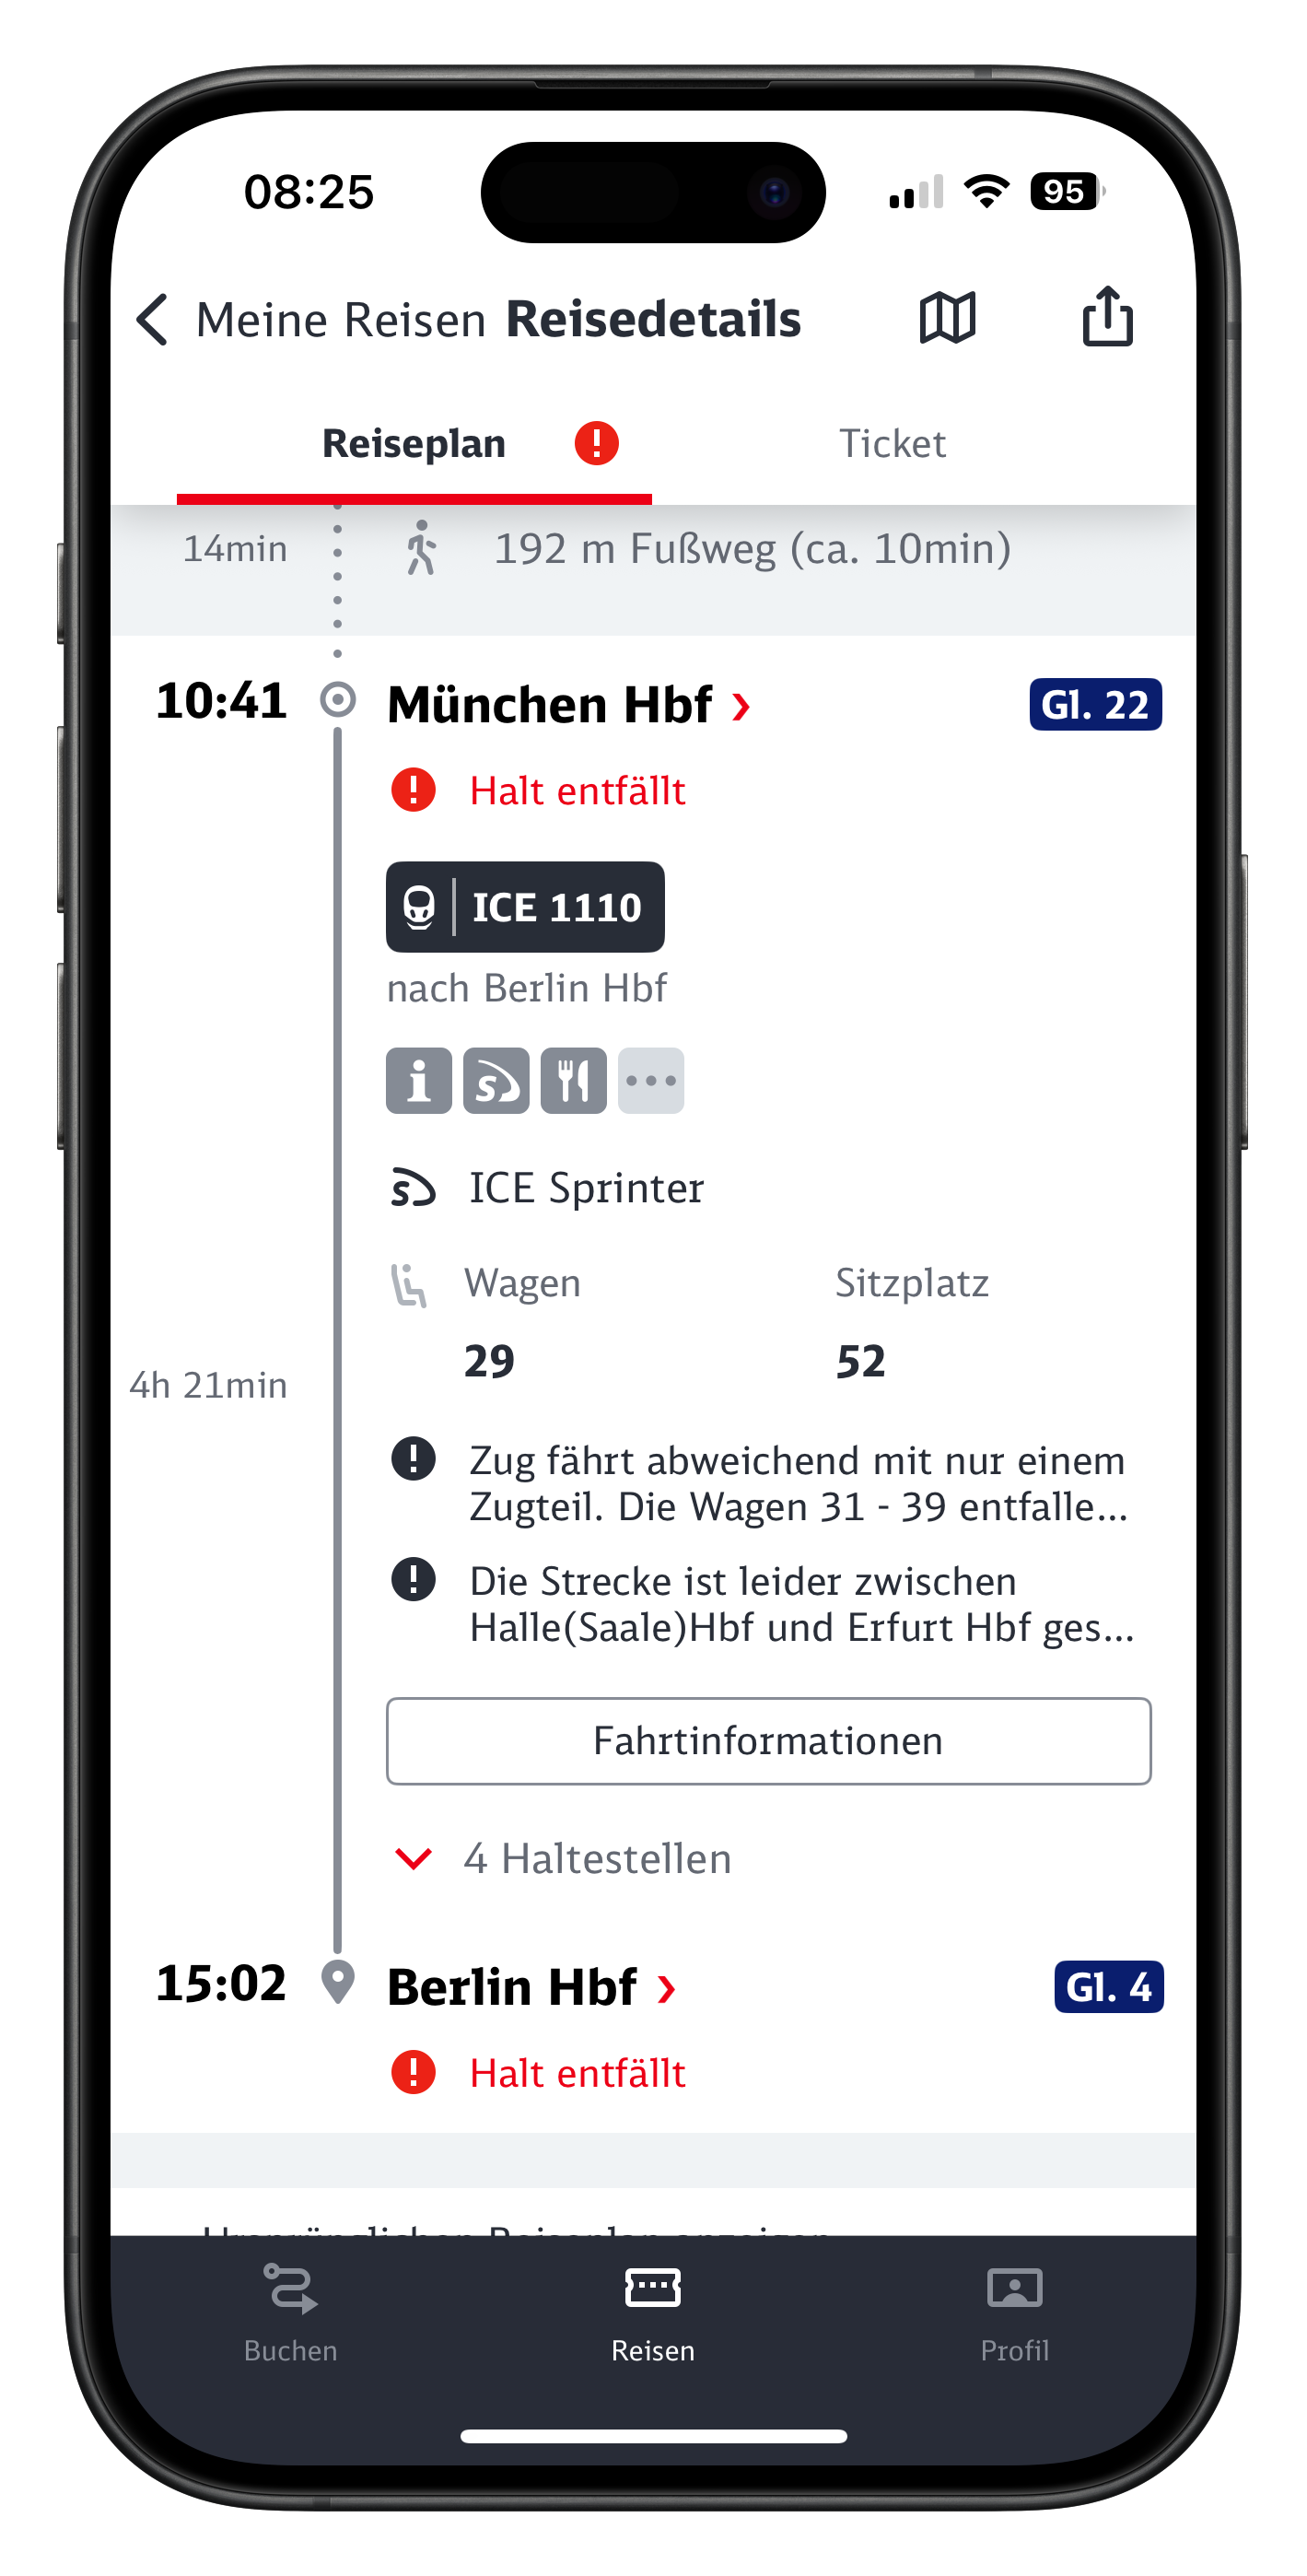 08:25
95
Meine Reisen Reisedetails
Reiseplan
Ticket
14min
192 m Fußweg (ca. 10min)
10:41
München Hbf
Gl. 22
Halt entfällt
ICE 1110
nach Berlin Hbf
ICE Sprinter
Wagen
Sitzplatz
29
52
4h 21min
Zug fährt abweichend mit nur einem
Zugteil. Die Wagen 31 - 39 entfalle...
Die Strecke ist leider zwischen
Halle(Saale)Hbf und Erfurt Hbf ges...
Fahrtinformationen
4 Haltestellen
15:02
Berlin Hbf
Gl. 4
Halt entfällt
Ursprünglichen Reiseplan anzeigen
Buchen
Reisen
Profil